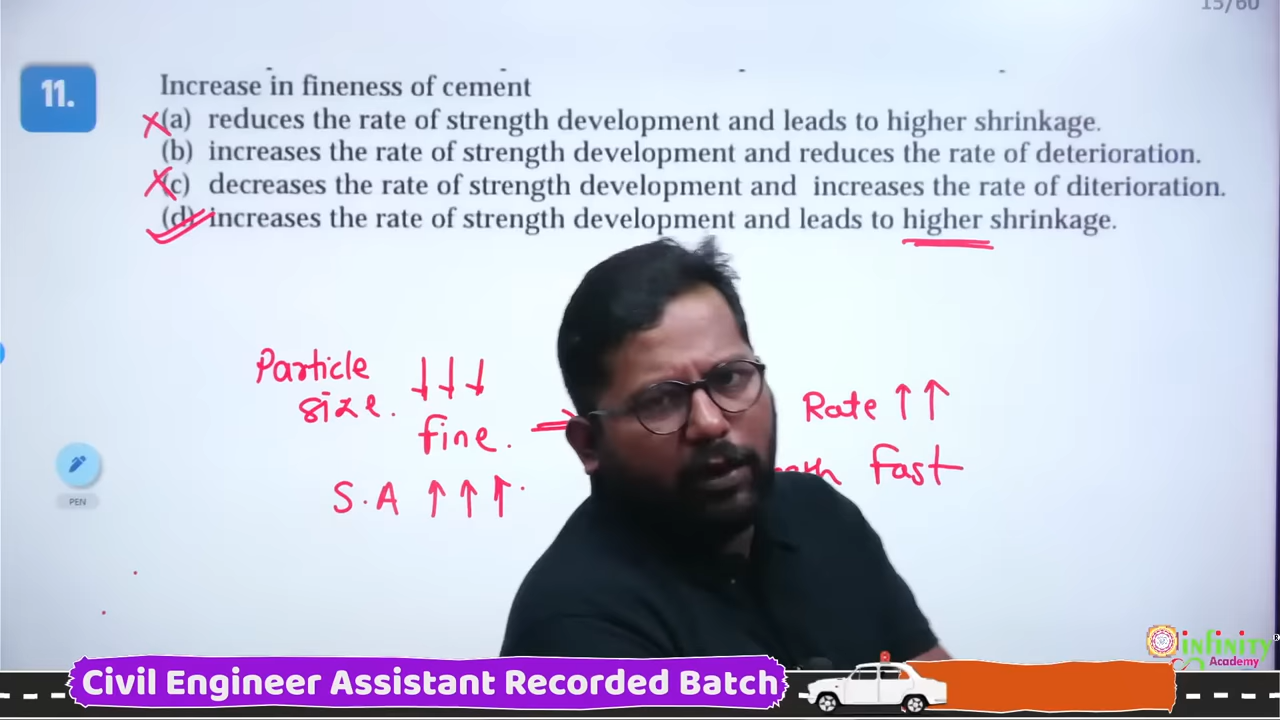 15/60
11.
Increase in fineness of cement
(a) reduces the rate of strength development and leads to higher shrinkage.
(b) increases the rate of strength development and reduces the rate of deterioration.
(c) decreases the rate of strength development and increases the rate of diterioration.
(d) increases the rate of strength development and leads to higher shrinkage.
Particle
size.
fine.
S.A
Rate
fast
PEN
infinity
Academy
Civil Engineer Assistant Recorded Batch